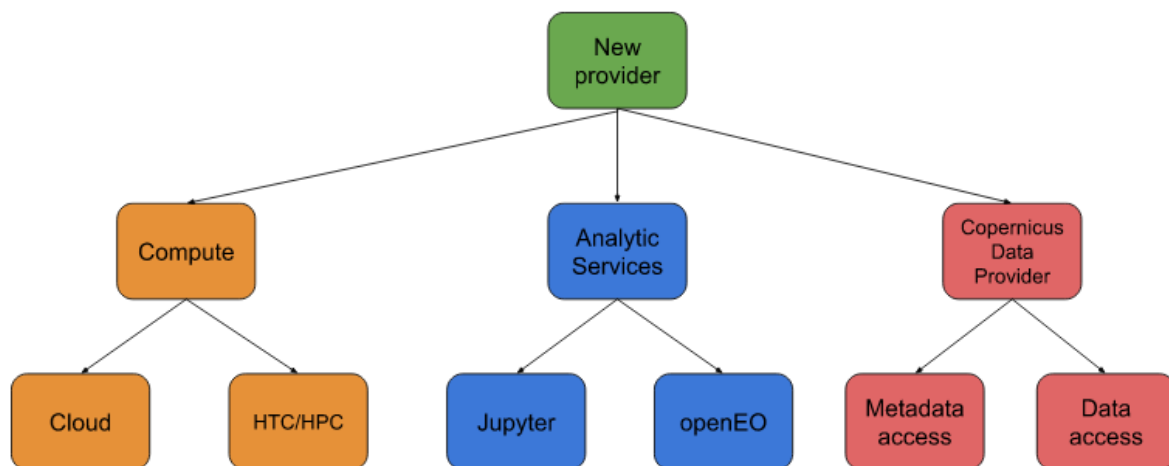 New
provider
Compute
Analytic
Services
Copernicus
Data
Provider
Cloud
HTC/HPC
Jupyter
openEO
Metadata
access
Data
access